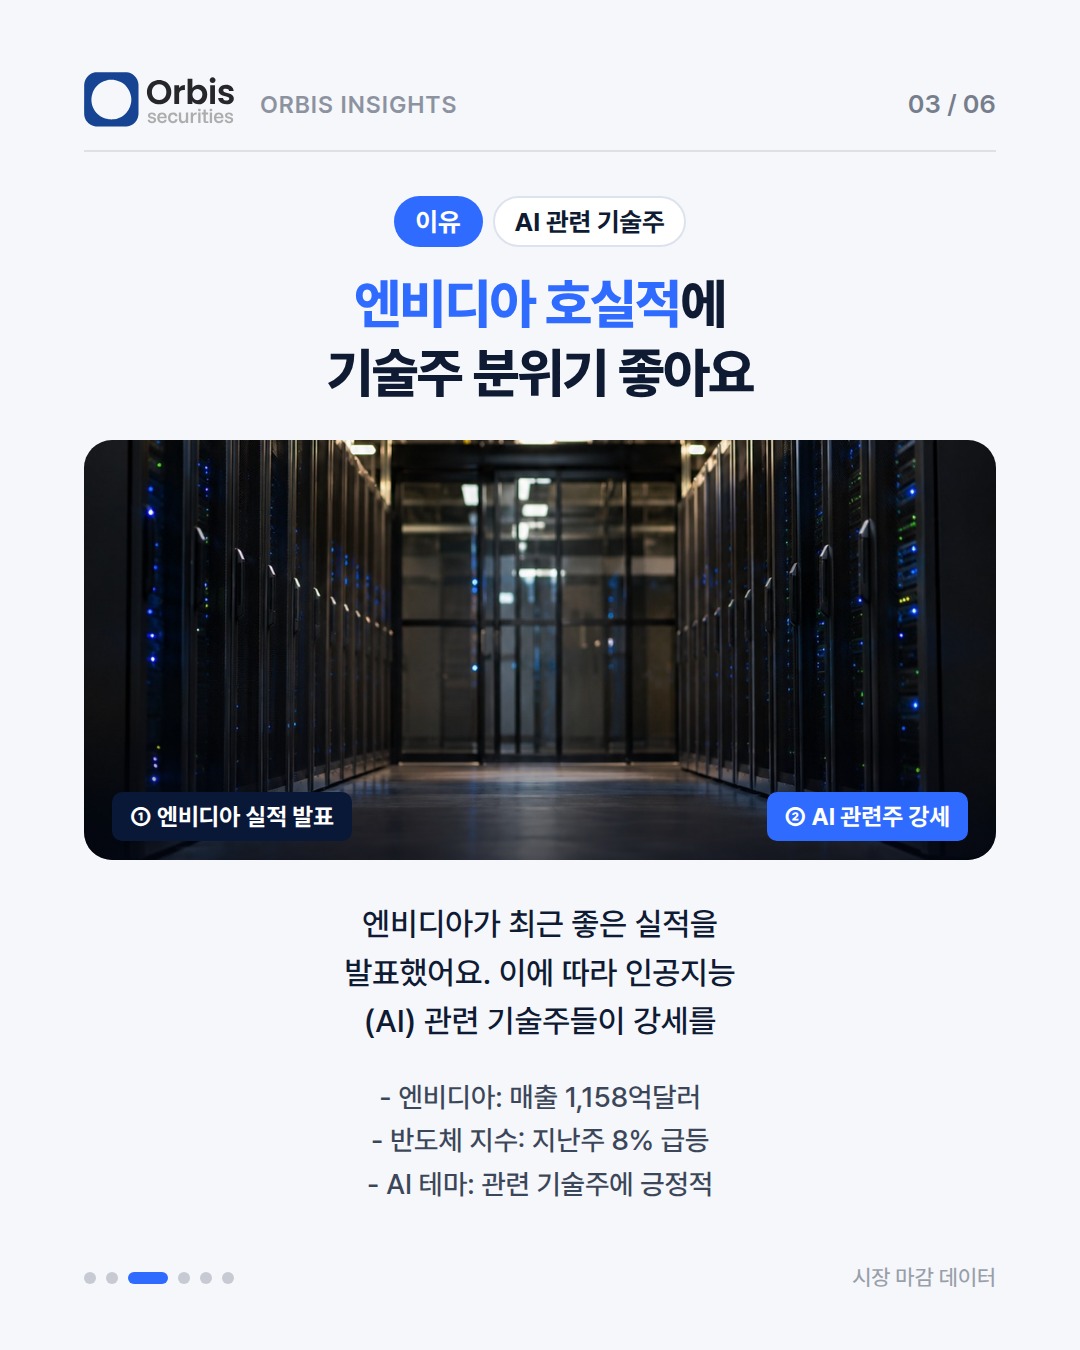 Orbis
securities
ORBIS INSIGHTS
03 / 06
이유
AI 관련 기술주
엔비디아 호실적에
기술주 분위기 좋아요
① 엔비디아 실적 발표
② AI 관련주 강세
엔비디아가 최근 좋은 실적을
발표했어요. 이에 따라 인공지능
(AI) 관련 기술주들이 강세를
- 엔비디아: 매출 1,158억달러
- 반도체 지수: 지난주 8% 급등
- AI 테마: 관련 기술주에 긍정적
시장 마감 데이터